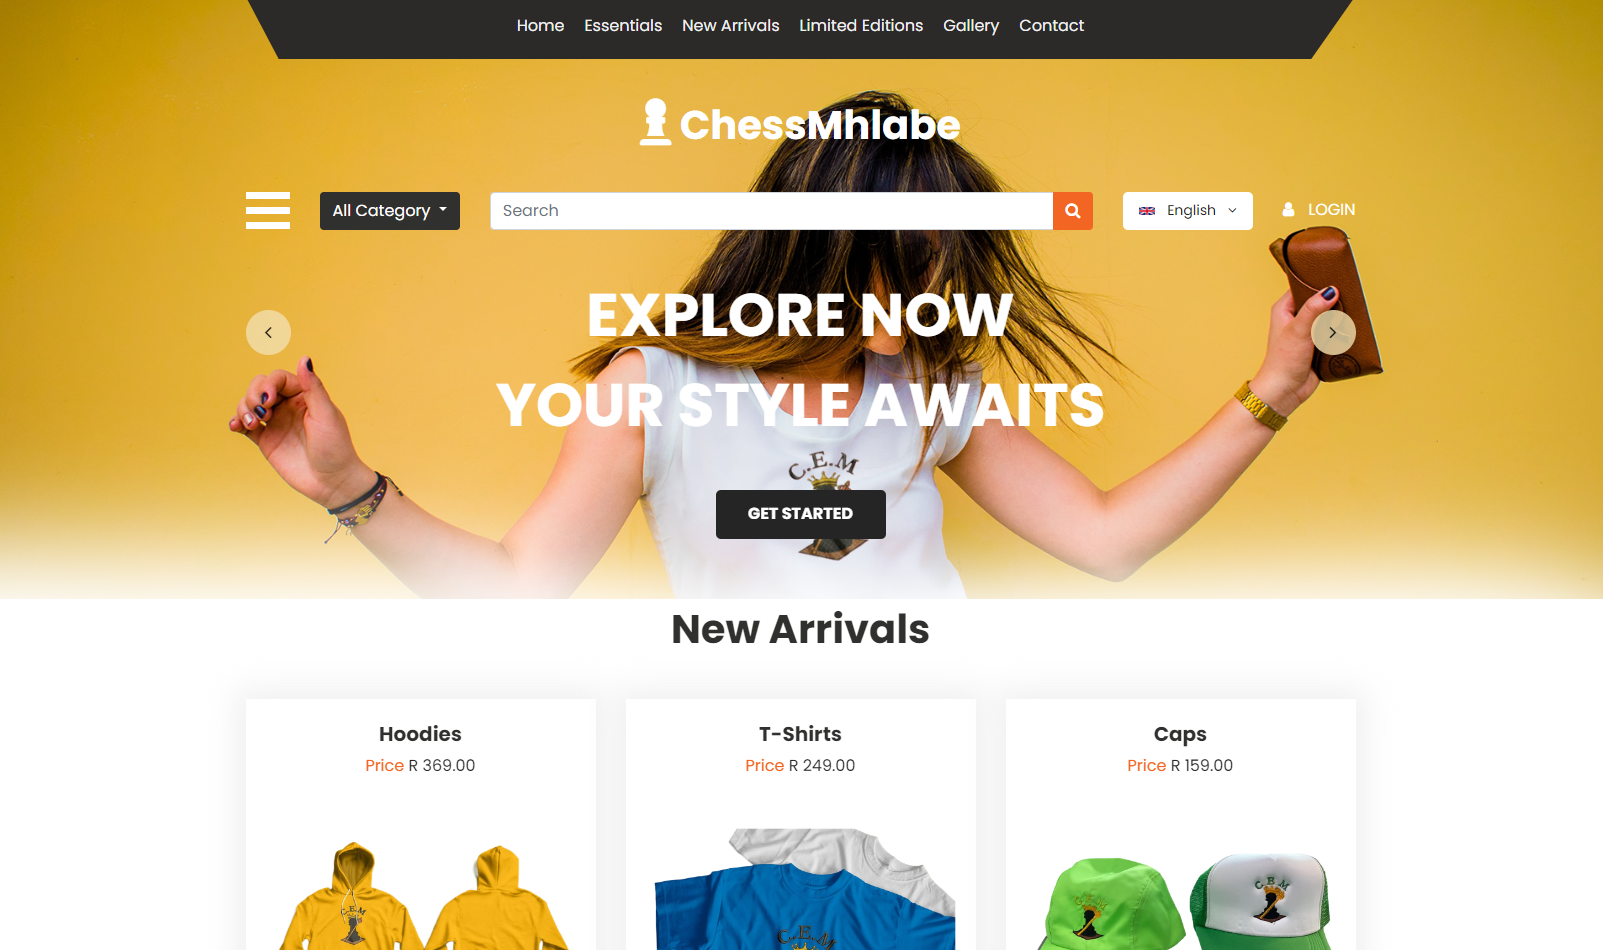 Home Essentials New Arrivals Limited Editions Gallery Contact
ChessMhlabe
All Category Search English LOGIN
EXPLORE NOW
YOUR STYLE AWAITS
C.E.M
GET STARTED
New Arrivals
Hoodies
Price R 369.00
T-Shirts
Price R 249.00
Caps
Price R 159.00
C.E.M
C.E.M
C.E.M
C.E.M